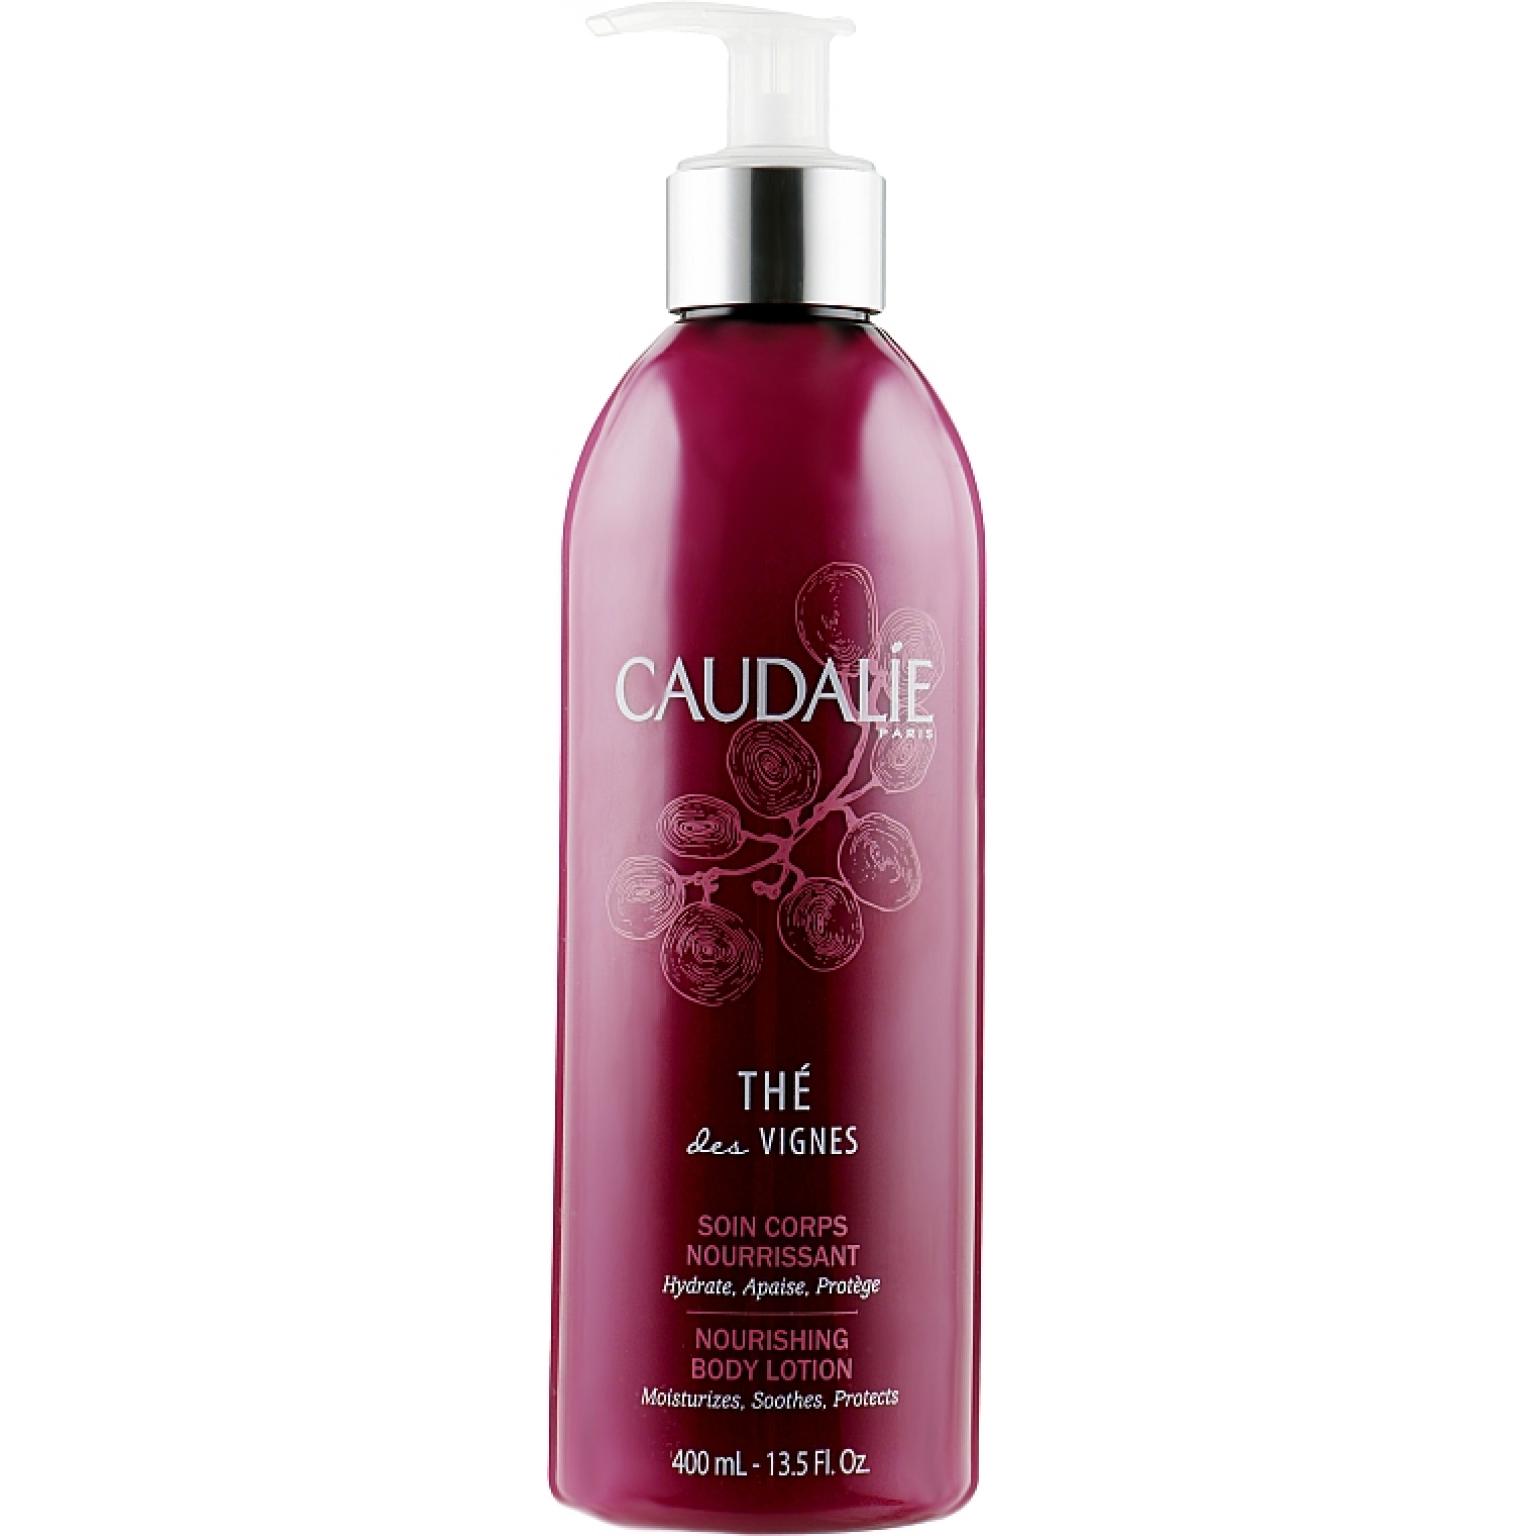 CAUDALIE
PARIS
THÉ
des VIGNES
SOIN CORPS
NOURRISSANT
Hydrate, Apaise, Protège
NOURISHING
BODY LOTION
Moisturizes, Soothes, Protects
400 mL - 13.5 Fl. Oz.